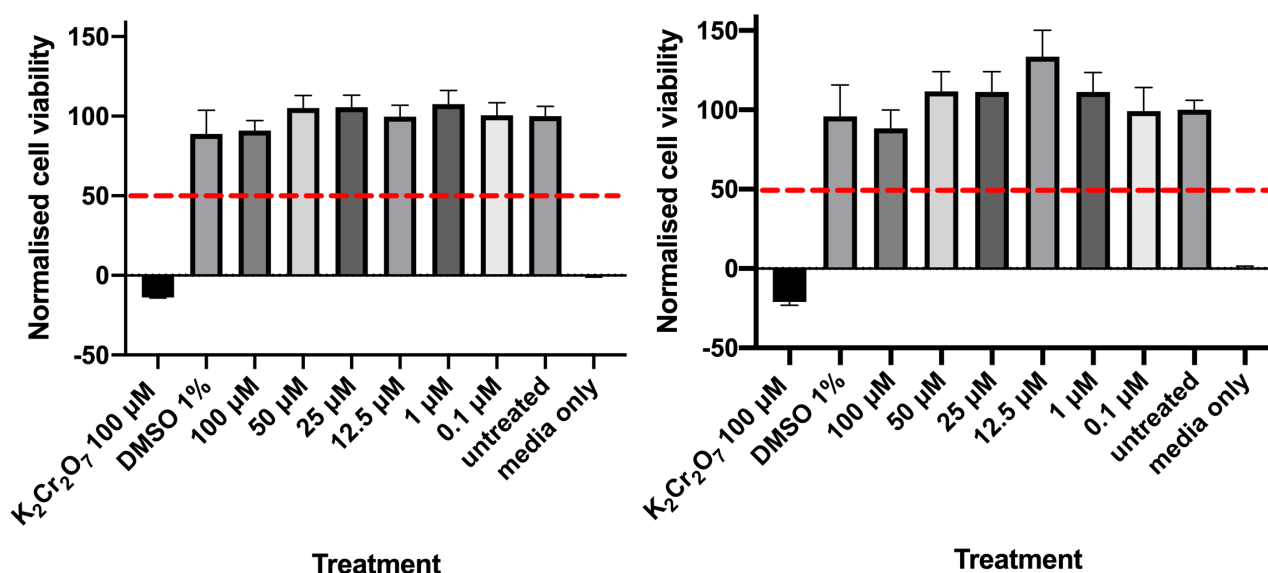 Normalised cell viability
150
100
50
0
-50
K₂Cr₂O₇ 100 µM
DMSO 1%
100 µM
50 µM
25 µM
12.5 µM
1 µM
0.1 µM
untreated
media only
Treatment
Normalised cell viability
150
100
50
0
-50
K₂Cr₂O₇ 100 µM
DMSO 1%
100 µM
50 µM
25 µM
12.5 µM
1 µM
0.1 µM
untreated
media only
Treatment